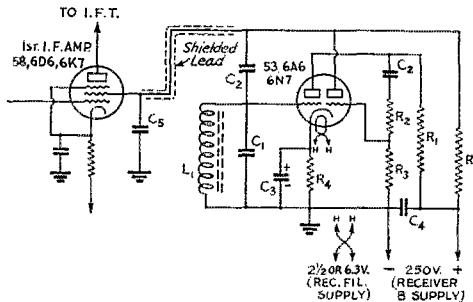 TO I.F.T.
1ST. I.F. AMP.
58, 6D6, 6K7
Shielded
Lead
C5
C2
53, 6A6
6N7
C2
R2
R1
R
L1
C1
C3
+
-
R4
H H
R3
C4
H H
2½ OR 6.3V.
(REC. FIL.
SUPPLY)
- +
250V.
(RECEIVER
B SUPPLY)